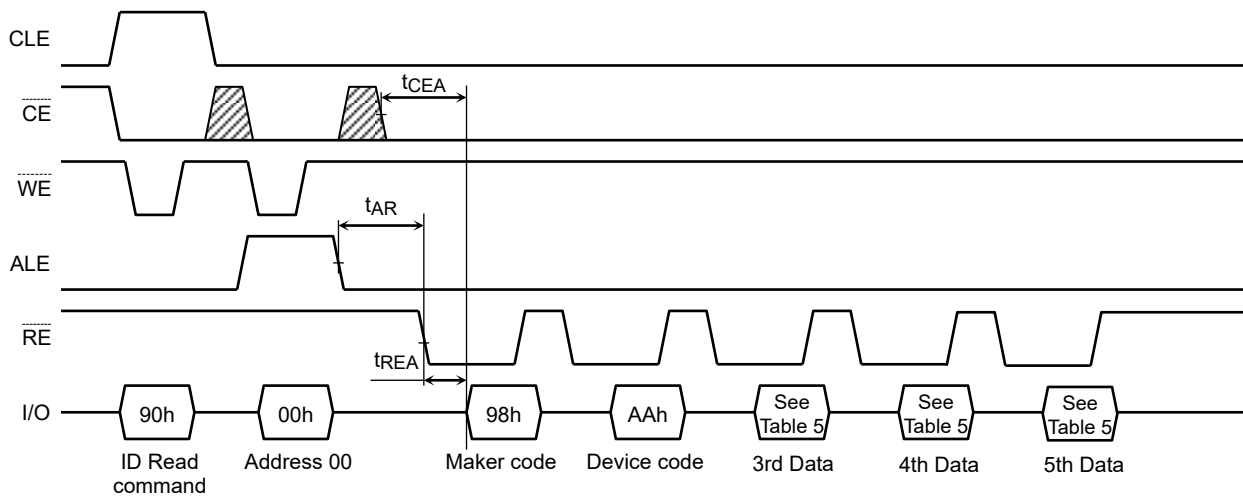 CLE
CE
tCEA
WE
tAR
ALE
RE
tREA
I/O
90h
00h
98h
AAh
See
Table 5
See
Table 5
See
Table 5
ID Read
command
Address 00
Maker code
Device code
3rd Data
4th Data
5th Data